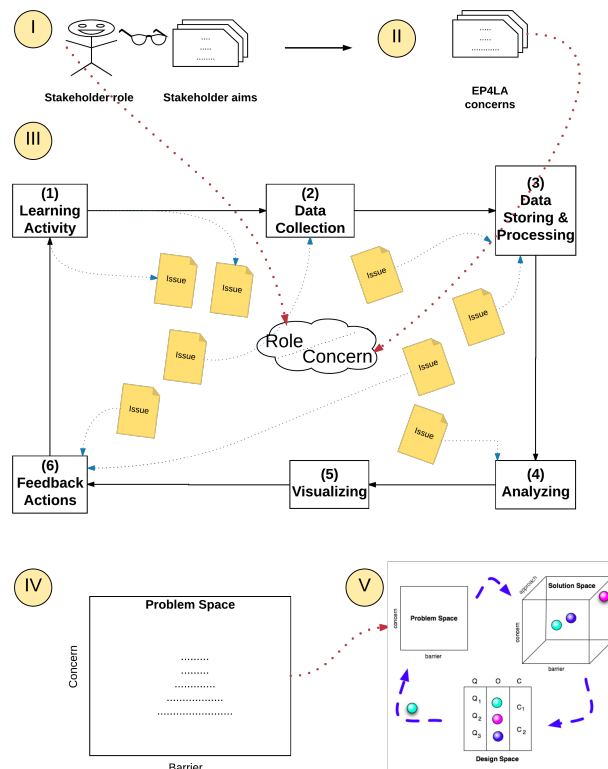 I
II
Stakeholder role
Stakeholder aims
EP4LA
concerns
III
(1)
Learning
Activity
(2)
Data
Collection
(3)
Data
Storing &
Processing
Issue
Issue
Issue
Issue
Issue
Issue
Issue
Issue
Role
Concern
(6)
Feedback
Actions
(5)
Visualizing
(4)
Analyzing
IV
Problem Space
Concern
Barrier
V
concern
Problem Space
barrier
approach
Solution Space
concern
barrier
Q O C
Q1
Q2
Q3
C1
C2
Design Space